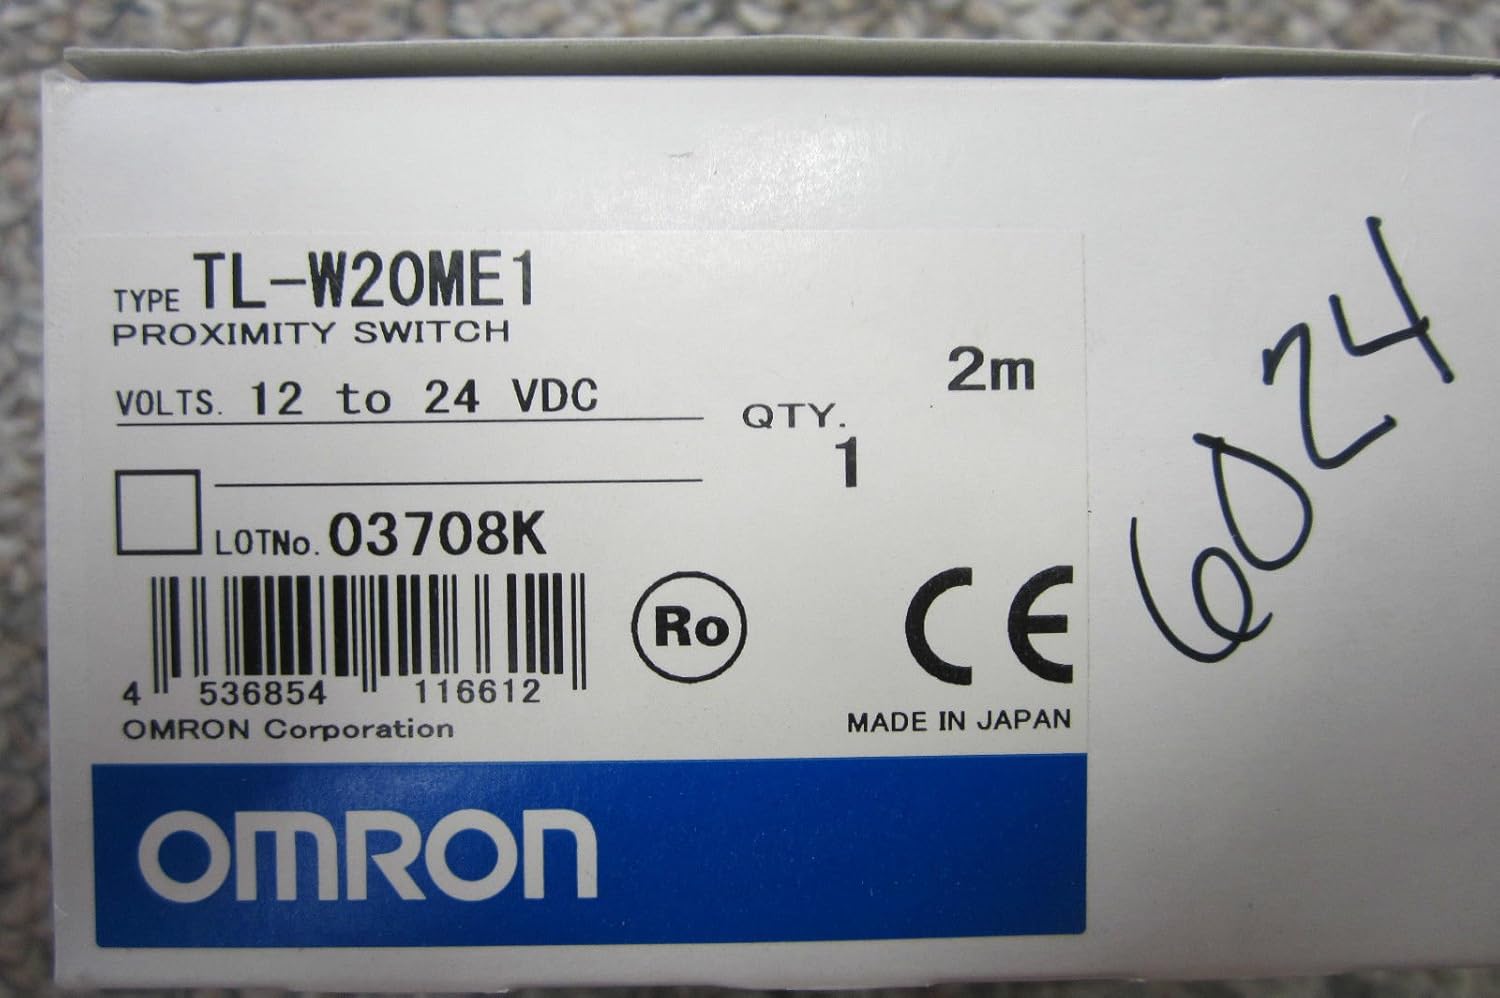 TYPE TL-W20ME1
PROXIMITY SWITCH
2m
VOLTS. 12 to 24 VDC
QTY.
1
LOTNo. 03708K
Ro
CE
4 536854 116612
OMRON Corporation
MADE IN JAPAN
OMRON
6024